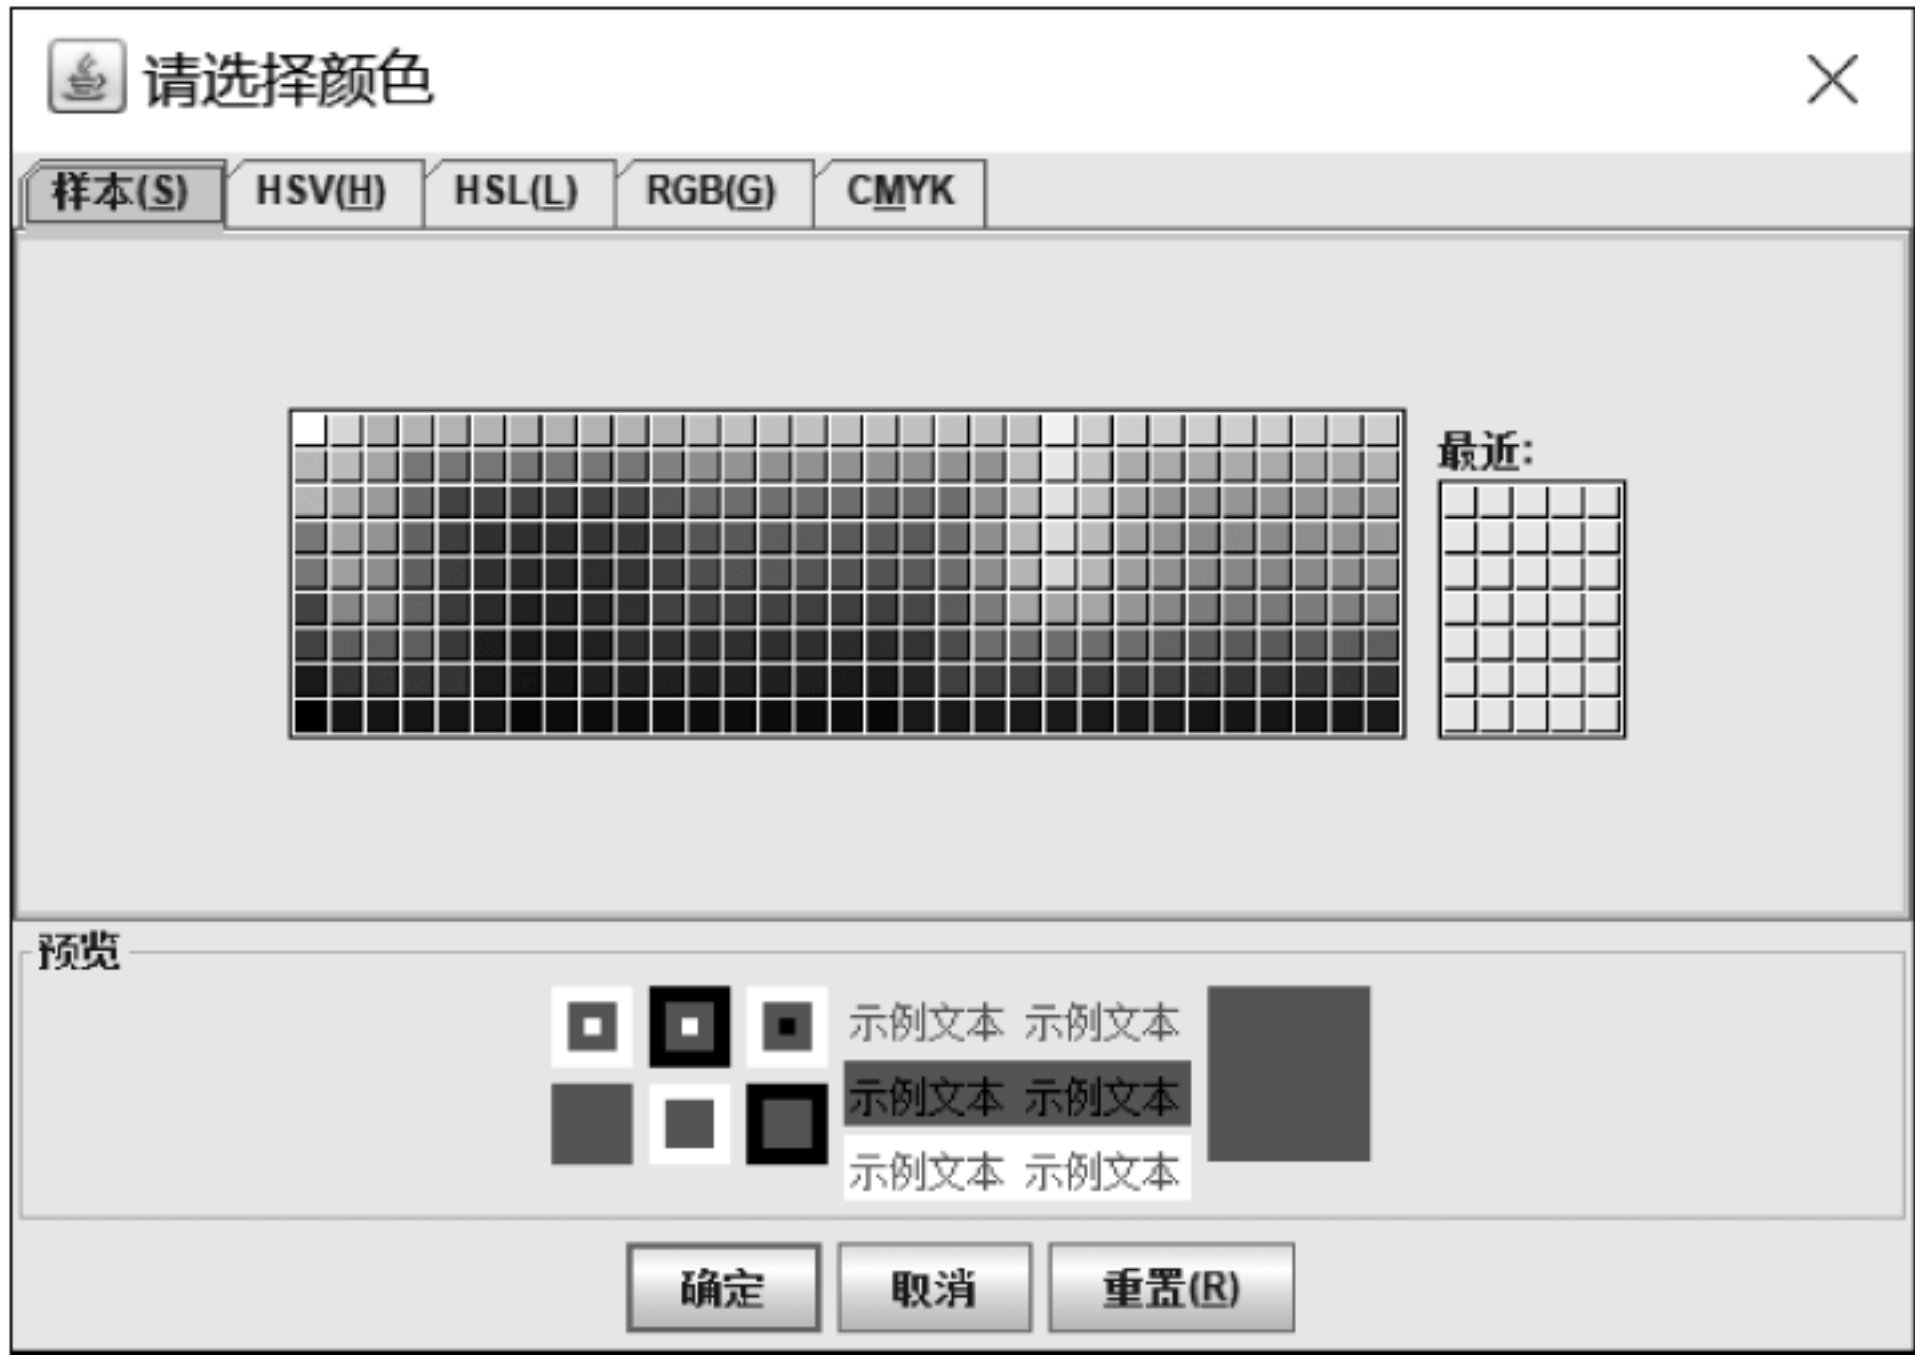 请选择颜色
样本(S) HSV(H) HSL(L) RGB(G) CMYK
最近:
预览
示例文本 示例文本
示例文本 示例文本
示例文本 示例文本
确定 取消 重置(R)